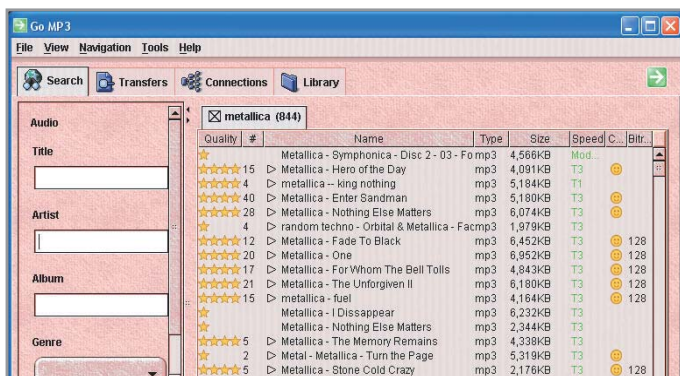 Go MP3
File View Navigation Tools Help
Search Transfers Connections Library
Audio
Title
Artist
Album
Genre
metallica (844)
Quality # Name Type Size Speed C... Bitr...
Metallica - Symphonica - Disc 2 - 03 - Fo mp3 4,566KB Mod...
15 Metallica - Hero of the Day mp3 4,091KB T3
4 metallica -- king nothing mp3 5,184KB T1
40 Metallica - Enter Sandman mp3 5,180KB T3
28 Metallica - Nothing Else Matters mp3 6,074KB T3
4 random techno - Orbital & Metallica - Fac mp3 1,979KB T3
12 Metallica - Fade To Black mp3 6,452KB T3 128
20 Metallica - One mp3 6,952KB T3 128
17 Metallica - For Whom The Bell Tolls mp3 4,843KB T3 128
21 Metallica - The Unforgiven II mp3 6,180KB T3 128
15 metallica - fuel mp3 4,164KB T3 128
Metallica - I Dissappear mp3 6,232KB T3
Metallica - Nothing Else Matters mp3 2,344KB T3
5 Metallica - The Memory Remains mp3 4,338KB T3
2 Metal - Metallica - Turn the Page mp3 5,319KB T3
5 Metallica - Stone Cold Crazy mp3 2,176KB T3 128